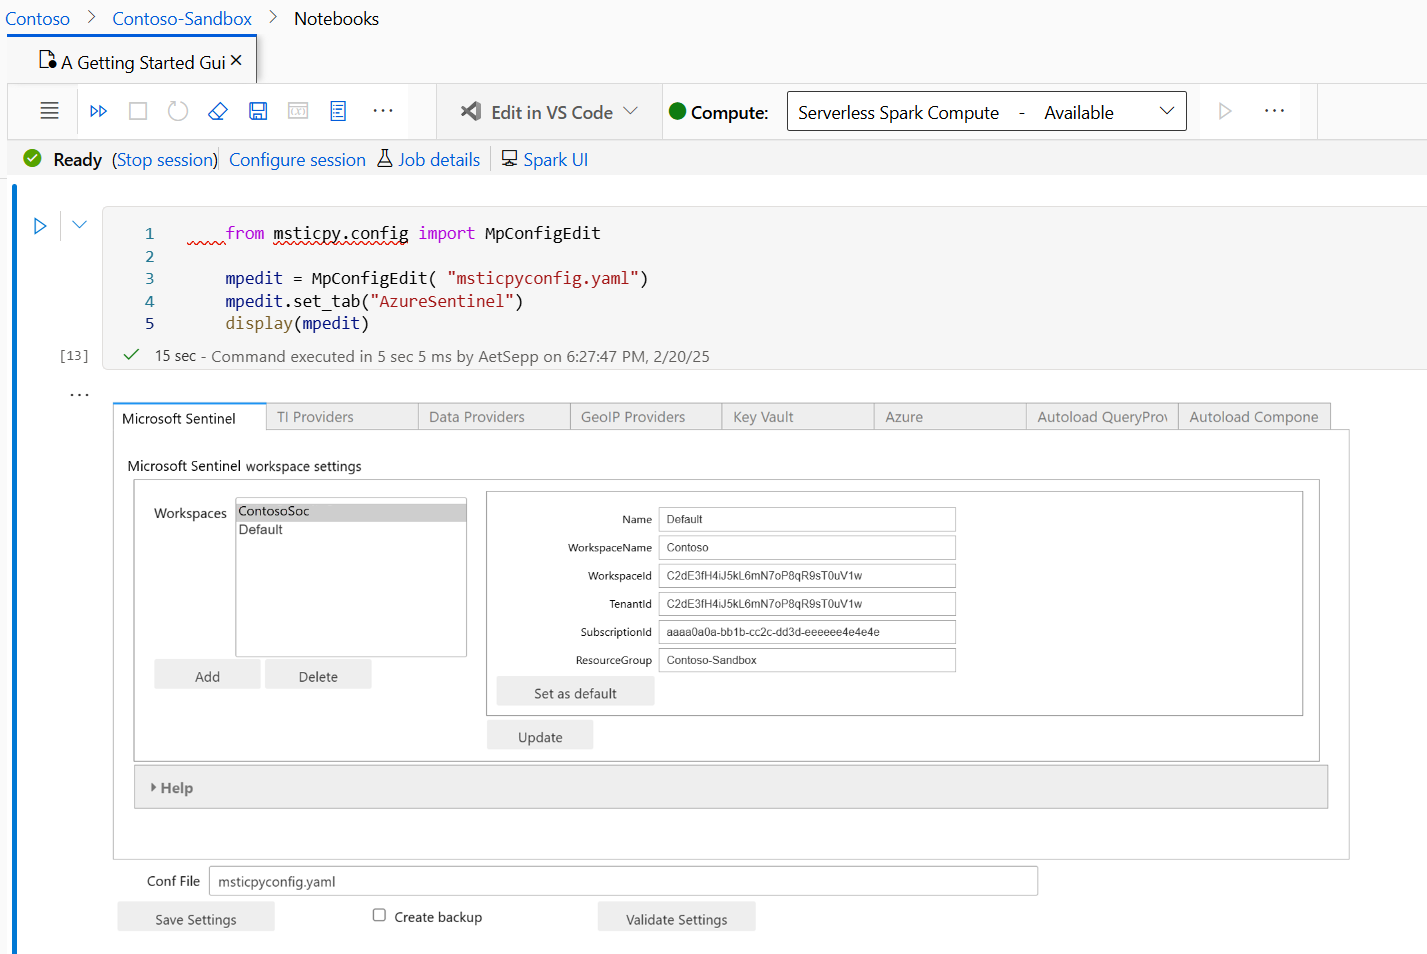 Contoso > Contoso-Sandbox > Notebooks
A Getting Started Gui ×
Edit in VS Code Compute: Serverless Spark Compute - Available
Ready (Stop session) Configure session Job details Spark UI
1 from msticpy.config import MpConfigEdit
2
3 mpedit = MpConfigEdit( "msticpyconfig.yaml")
4 mpedit.set_tab("AzureSentinel")
5 display(mpedit)
[13] 15 sec - Command executed in 5 sec 5 ms by AetSepp on 6:27:47 PM, 2/20/25
Microsoft Sentinel TI Providers Data Providers GeoIP Providers Key Vault Azure Autoload QueryProv Autoload Compone
Microsoft Sentinel workspace settings
Workspaces
ContosoSoc
Default
Add Delete
Name Default
WorkspaceName Contoso
WorkspaceId C2dE3fH4iJ5kL6mN7oP8qR9sT0uV1w
TenantId C2dE3fH4iJ5kL6mN7oP8qR9sT0uV1w
SubscriptionId aaaa0a0a-bb1b-cc2c-dd3d-eeeeee4e4e4e
ResourceGroup Contoso-Sandbox
Set as default
Update
Help
Conf File msticpyconfig.yaml
Save Settings Create backup Validate Settings